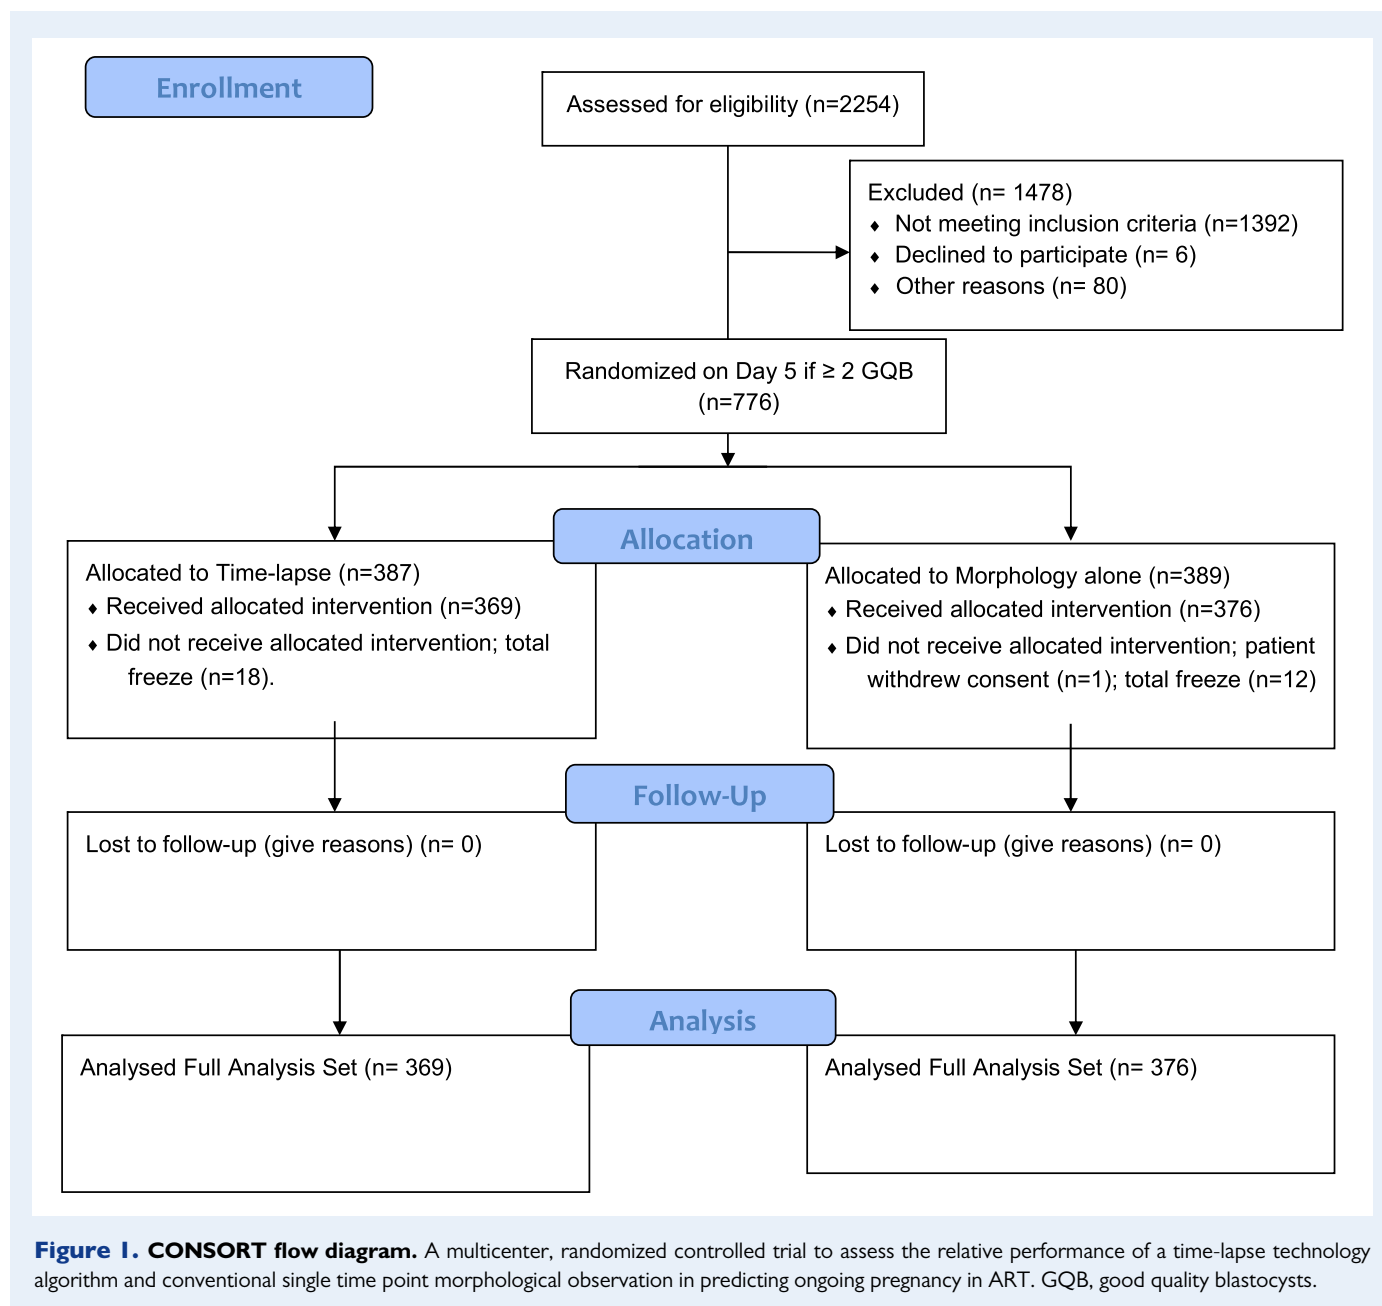 Enrollment
Assessed for eligibility (n=2254)
Excluded (n= 1478)
♦ Not meeting inclusion criteria (n=1392)
♦ Declined to participate (n= 6)
♦ Other reasons (n= 80)
Randomized on Day 5 if ≥ 2 GQB
(n=776)
Allocation
Allocated to Time-lapse (n=387)
♦ Received allocated intervention (n=369)
♦ Did not receive allocated intervention; total
freeze (n=18).
Allocated to Morphology alone (n=389)
♦ Received allocated intervention (n=376)
♦ Did not receive allocated intervention; patient
withdrew consent (n=1); total freeze (n=12)
Follow-Up
Lost to follow-up (give reasons) (n= 0)
Lost to follow-up (give reasons) (n= 0)
Analysis
Analysed Full Analysis Set (n= 369)
Analysed Full Analysis Set (n= 376)
Figure 1. CONSORT flow diagram. A multicenter, randomized controlled trial to assess the relative performance of a time-lapse technology
algorithm and conventional single time point morphological observation in predicting ongoing pregnancy in ART. GQB, good quality blastocysts.